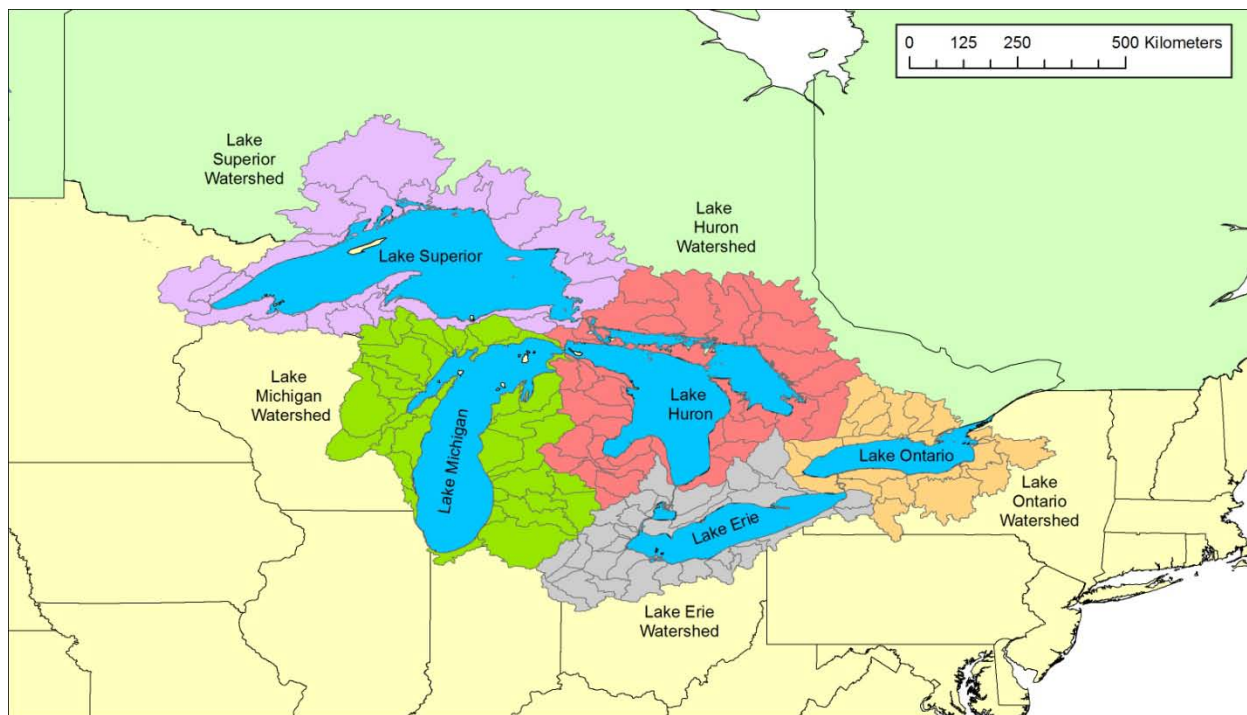 0 125 250 500 Kilometers
Lake
Superior
Watershed
Lake
Huron
Watershed
Lake Superior
Lake
Michigan
Watershed
Lake
Huron
Lake Michigan
Lake Ontario
Lake
Ontario
Watershed
Lake Erie
Lake Erie
Watershed